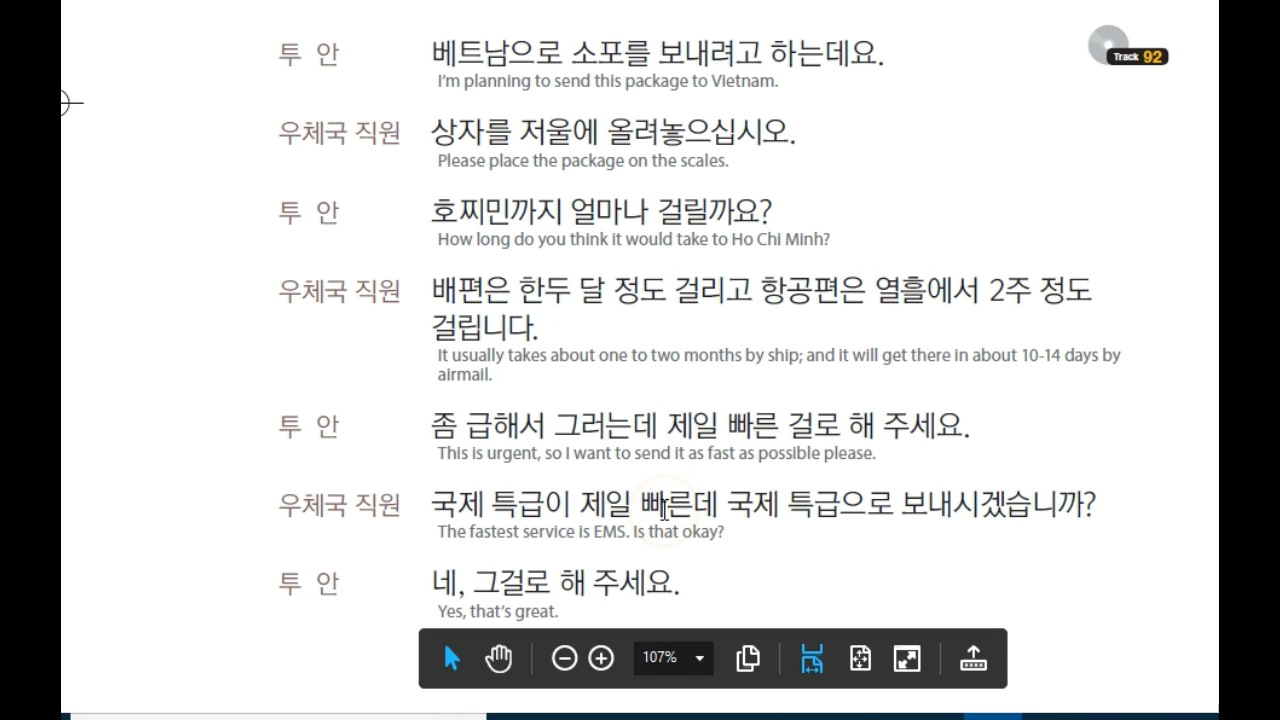 투 안 베트남으로 소포를 보내려고 하는데요.
I'm planning to send this package to Vietnam.
Track 92
우체국 직원 상자를 저울에 올려놓으십시오.
Please place the package on the scales.
투 안 호찌민까지 얼마나 걸릴까요?
How long do you think it would take to Ho Chi Minh?
우체국 직원 배편은 한두 달 정도 걸리고 항공편은 열흘에서 2주 정도
걸립니다.
It usually takes about one to two months by ship; and it will get there in about 10-14 days by
airmail.
투 안 좀 급해서 그러는데 제일 빠른 걸로 해 주세요.
This is urgent, so I want to send it as fast as possible please.
우체국 직원 국제 특급이 제일 빠른데 국제 특급으로 보내시겠습니까?
The fastest service is EMS. Is that okay?
투 안 네, 그걸로 해 주세요.
Yes, that's great.
107%